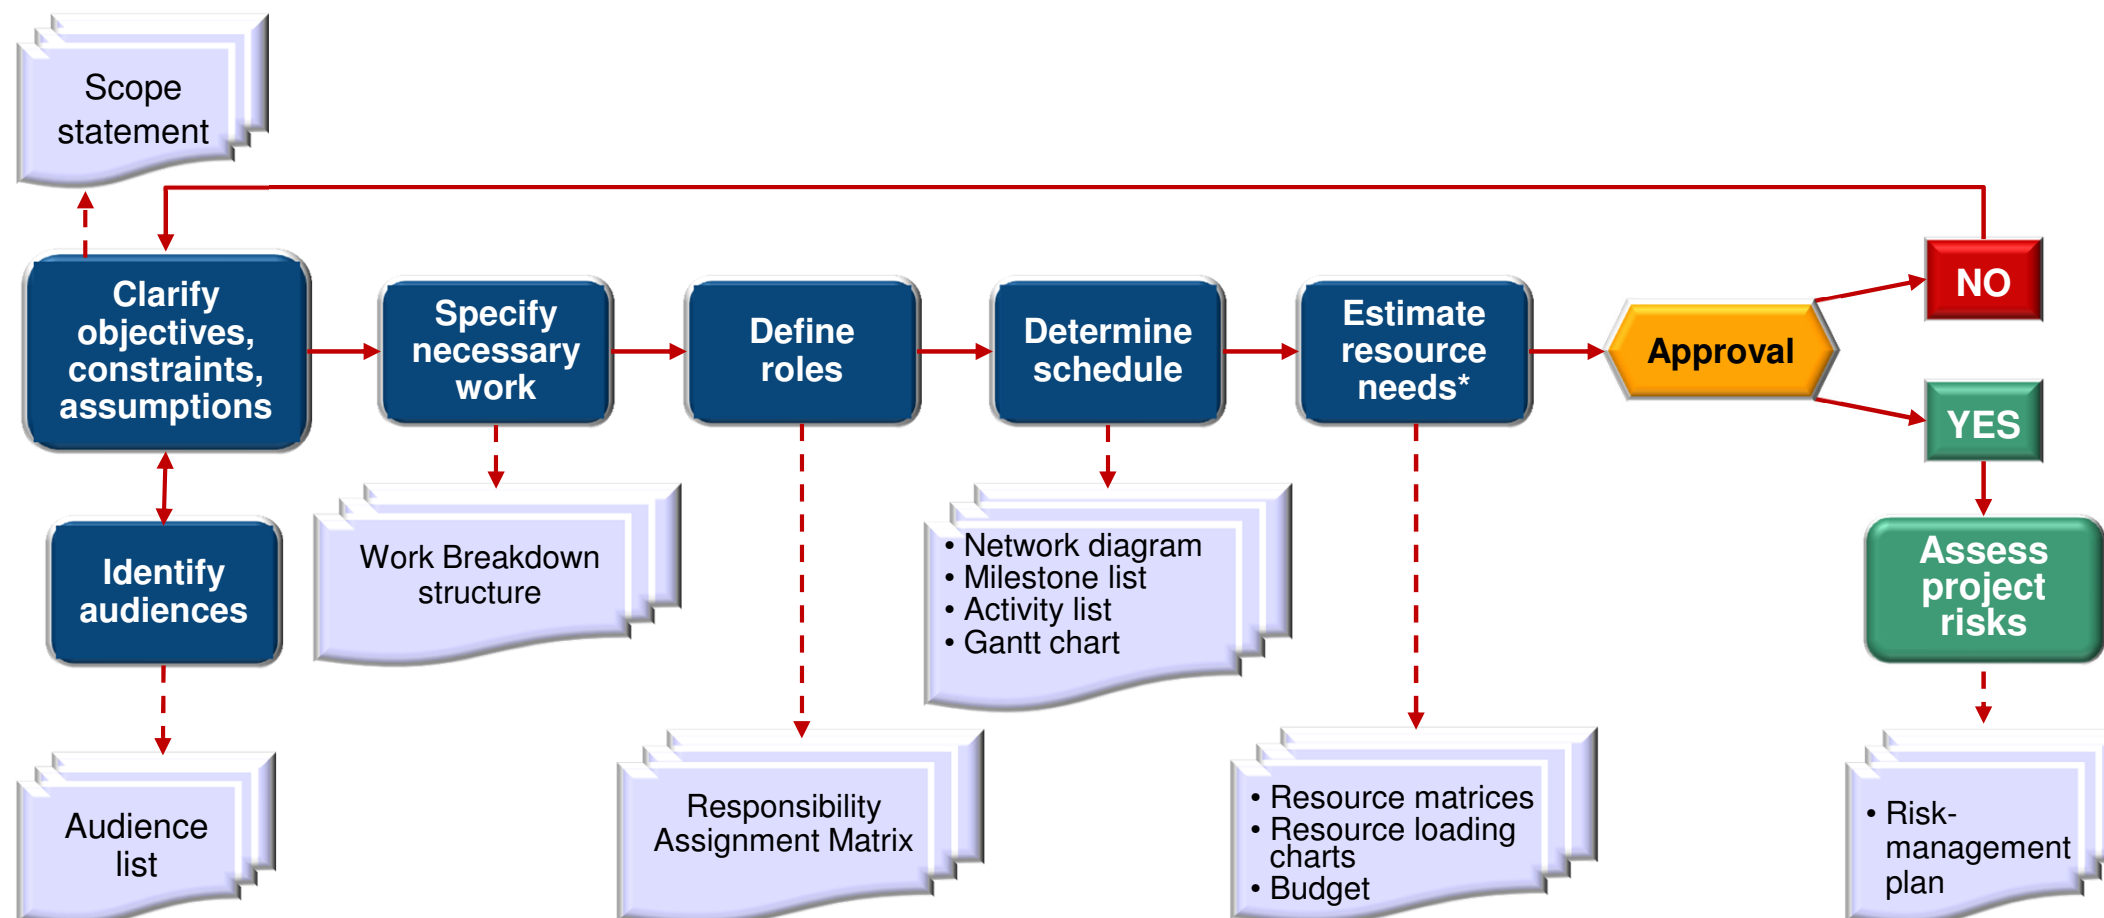 Scope
statement
Clarify
objectives,
constraints,
assumptions
Specify
necessary
work
Define
roles
Determine
schedule
Estimate
resource
needs*
Approval
NO
YES
Identify
audiences
Work Breakdown
structure
• Network diagram
• Milestone list
• Activity list
• Gantt chart
Assess
project
risks
Audience
list
Responsibility
Assignment Matrix
• Resource matrices
• Resource loading
charts
• Budget
• Risk-
management
plan